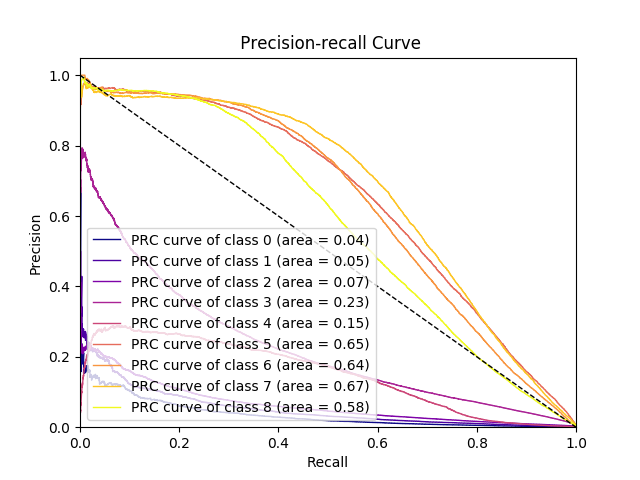 Precision-recall Curve
1.0
0.8
0.6
0.4
0.2
0.0
Precision
PRC curve of class 0 (area = 0.04)
PRC curve of class 1 (area = 0.05)
PRC curve of class 2 (area = 0.07)
PRC curve of class 3 (area = 0.23)
PRC curve of class 4 (area = 0.15)
PRC curve of class 5 (area = 0.65)
PRC curve of class 6 (area = 0.64)
PRC curve of class 7 (area = 0.67)
PRC curve of class 8 (area = 0.58)
0.0 0.2 0.4 0.6 0.8 1.0
Recall